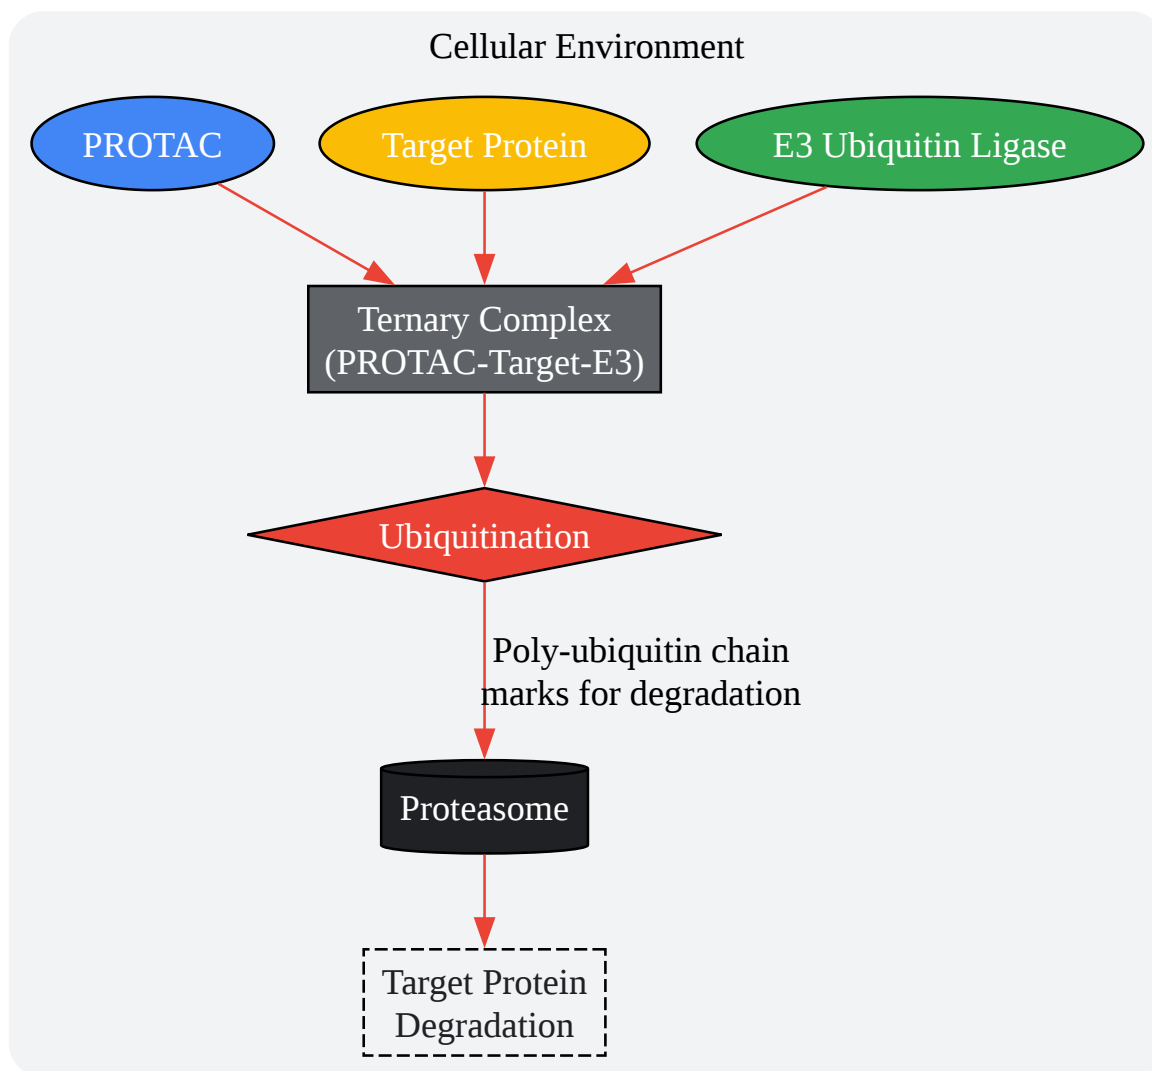 Cellular Environment
PROTAC
Target Protein
E3 Ubiquitin Ligase
Ternary Complex
(PROTAC-Target-E3)
Ubiquitination
Poly-ubiquitin chain
marks for degradation
Proteasome
Target Protein
Degradation